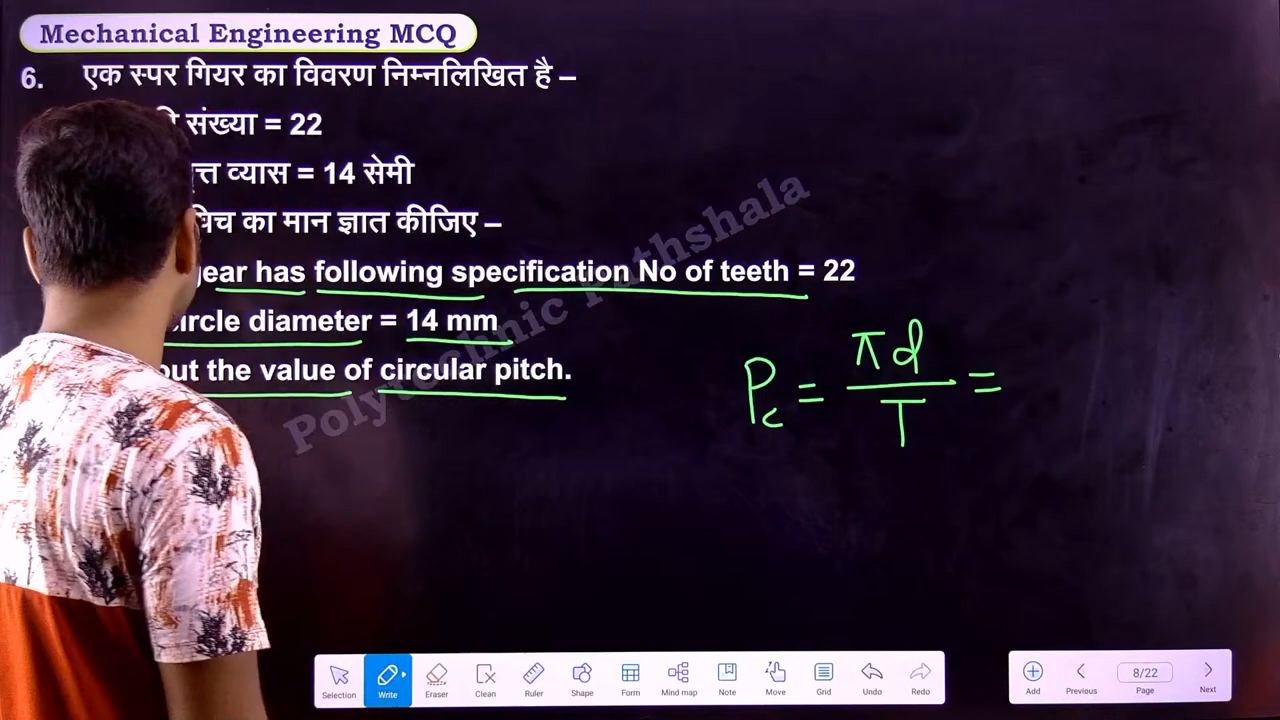 Mechanical Engineering MCQ
6. एक स्पर गियर का विवरण निम्नलिखित है –
संख्या = 22
व्यास = 14 सेमी
का मान ज्ञात कीजिए –
gear has following specification No of teeth = 22
circle diameter = 14 mm
out the value of circular pitch.
Polytechnic Pathshala
P_c = πd/T =
Selection Write Eraser Clean Ruler Shape Form Mind map Note Move Grid Undo Redo
Add Previous 8/22 Page Next